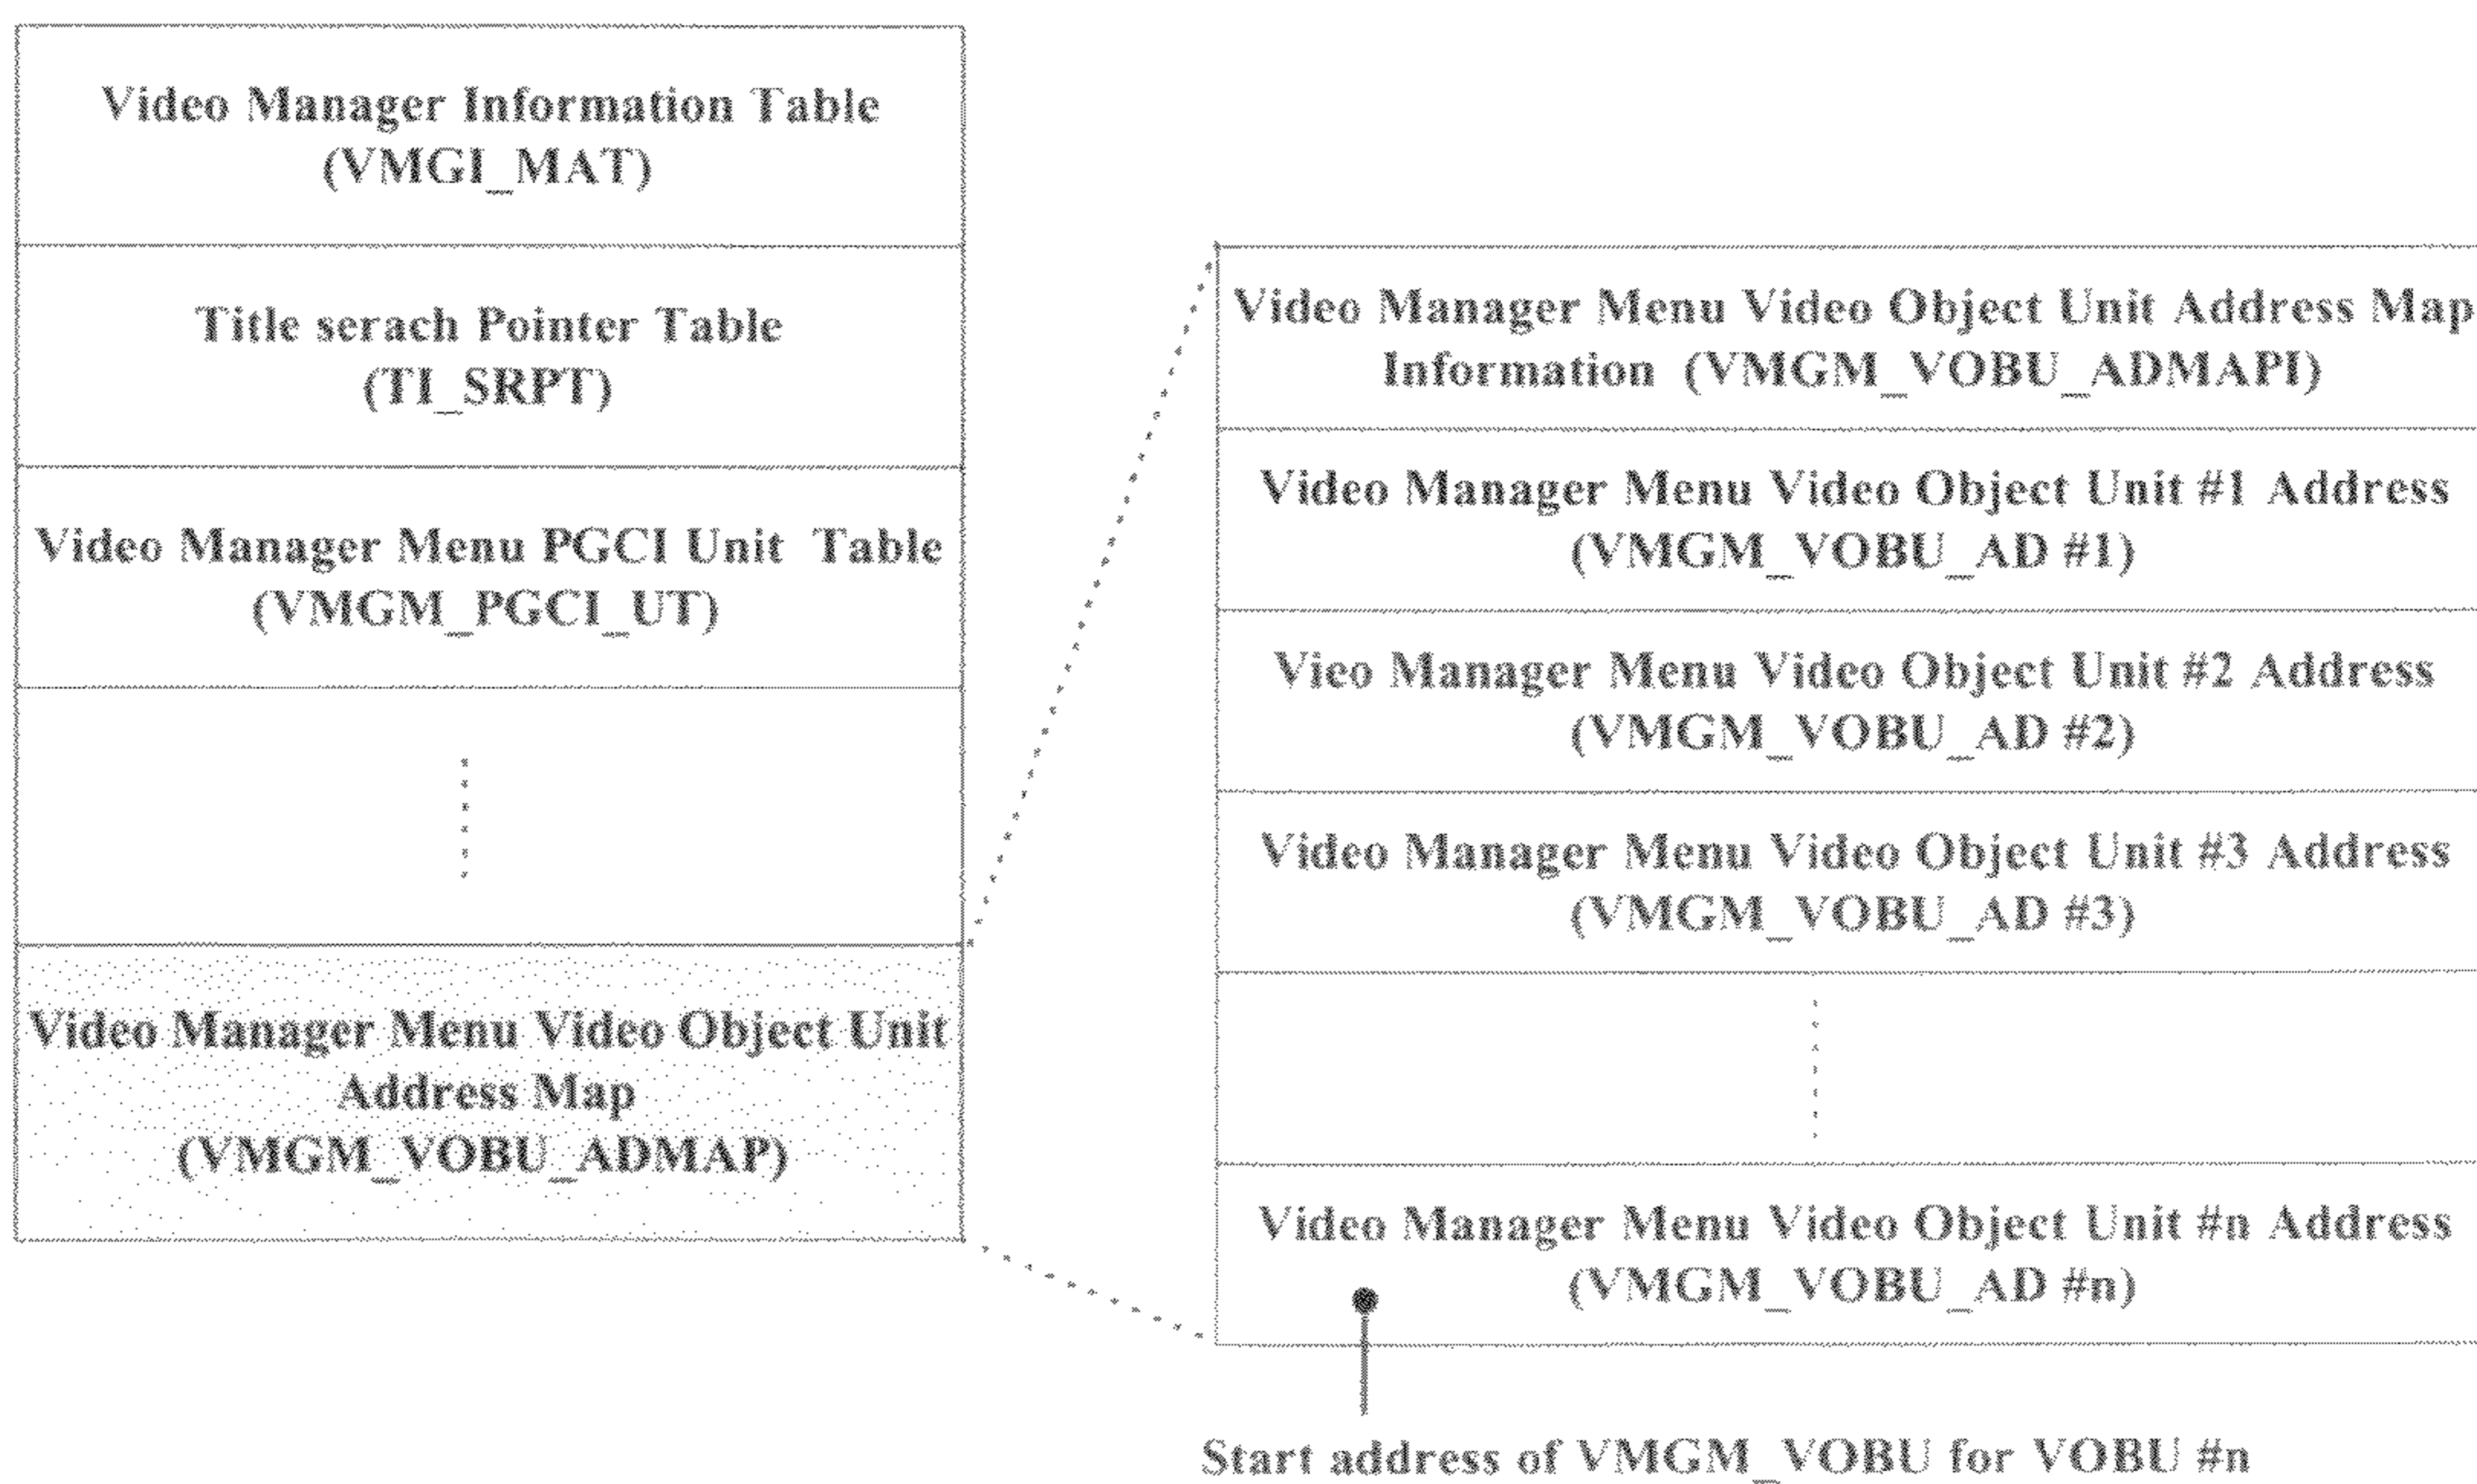 Video Manager Information Table
(VMGI_MAT)
Title serach Pointer Table
(TI_SRPT)
Video Manager Menu PGCI Unit Table
(VMGM_PGCI_UT)
Video Manager Menu Video Object Unit
Address Map
(VMGM_VOBU_ADMAP)
Video Manager Menu Video Object Unit Address Map
Information (VMGM_VOBU_ADMAPI)
Video Manager Menu Video Object Unit #1 Address
(VMGM_VOBU_AD #1)
Vieo Manager Menu Video Object Unit #2 Address
(VMGM_VOBU_AD #2)
Video Manager Menu Video Object Unit #3 Address
(VMGM_VOBU_AD #3)
Video Manager Menu Video Object Unit #n Address
(VMGM_VOBU_AD #n)
Start address of VMGM_VOBU for VOBU #n